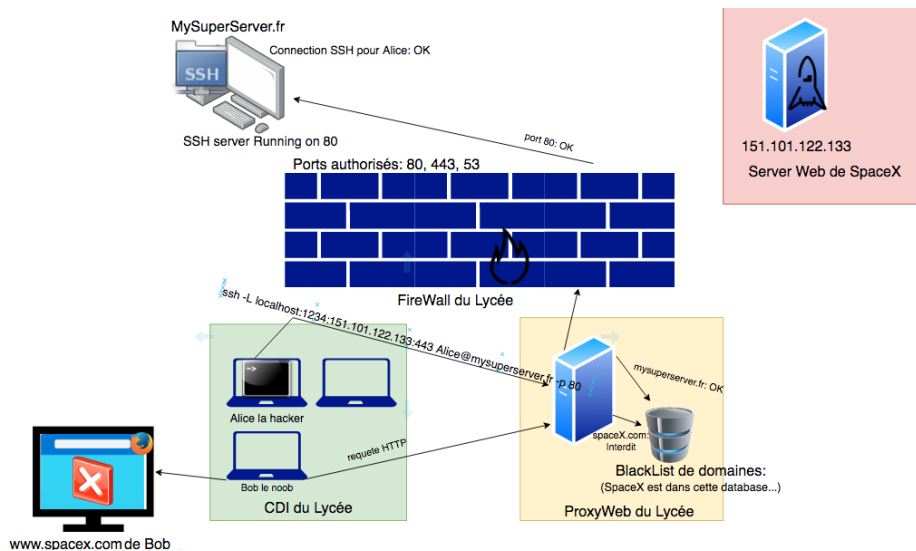 MySuperServer.fr
Connection SSH pour Alice: OK
SSH
SSH server Running on 80
port 80: OK
151.101.122.133
Server Web de SpaceX
Ports authorisés: 80, 443, 53
FireWall du Lycée
ssh -L localhost:1234:151.101.122.133:443 Alice@mysuperserver.fr -p 80
Alice la hacker
requete HTTP
Bob le noob
CDI du Lycée
mysuperserver.fr: OK
spaceX.com:
Interdit
BlackList de domaines:
(SpaceX est dans cette database...)
ProxyWeb du Lycée
www.spacex.com de Bob